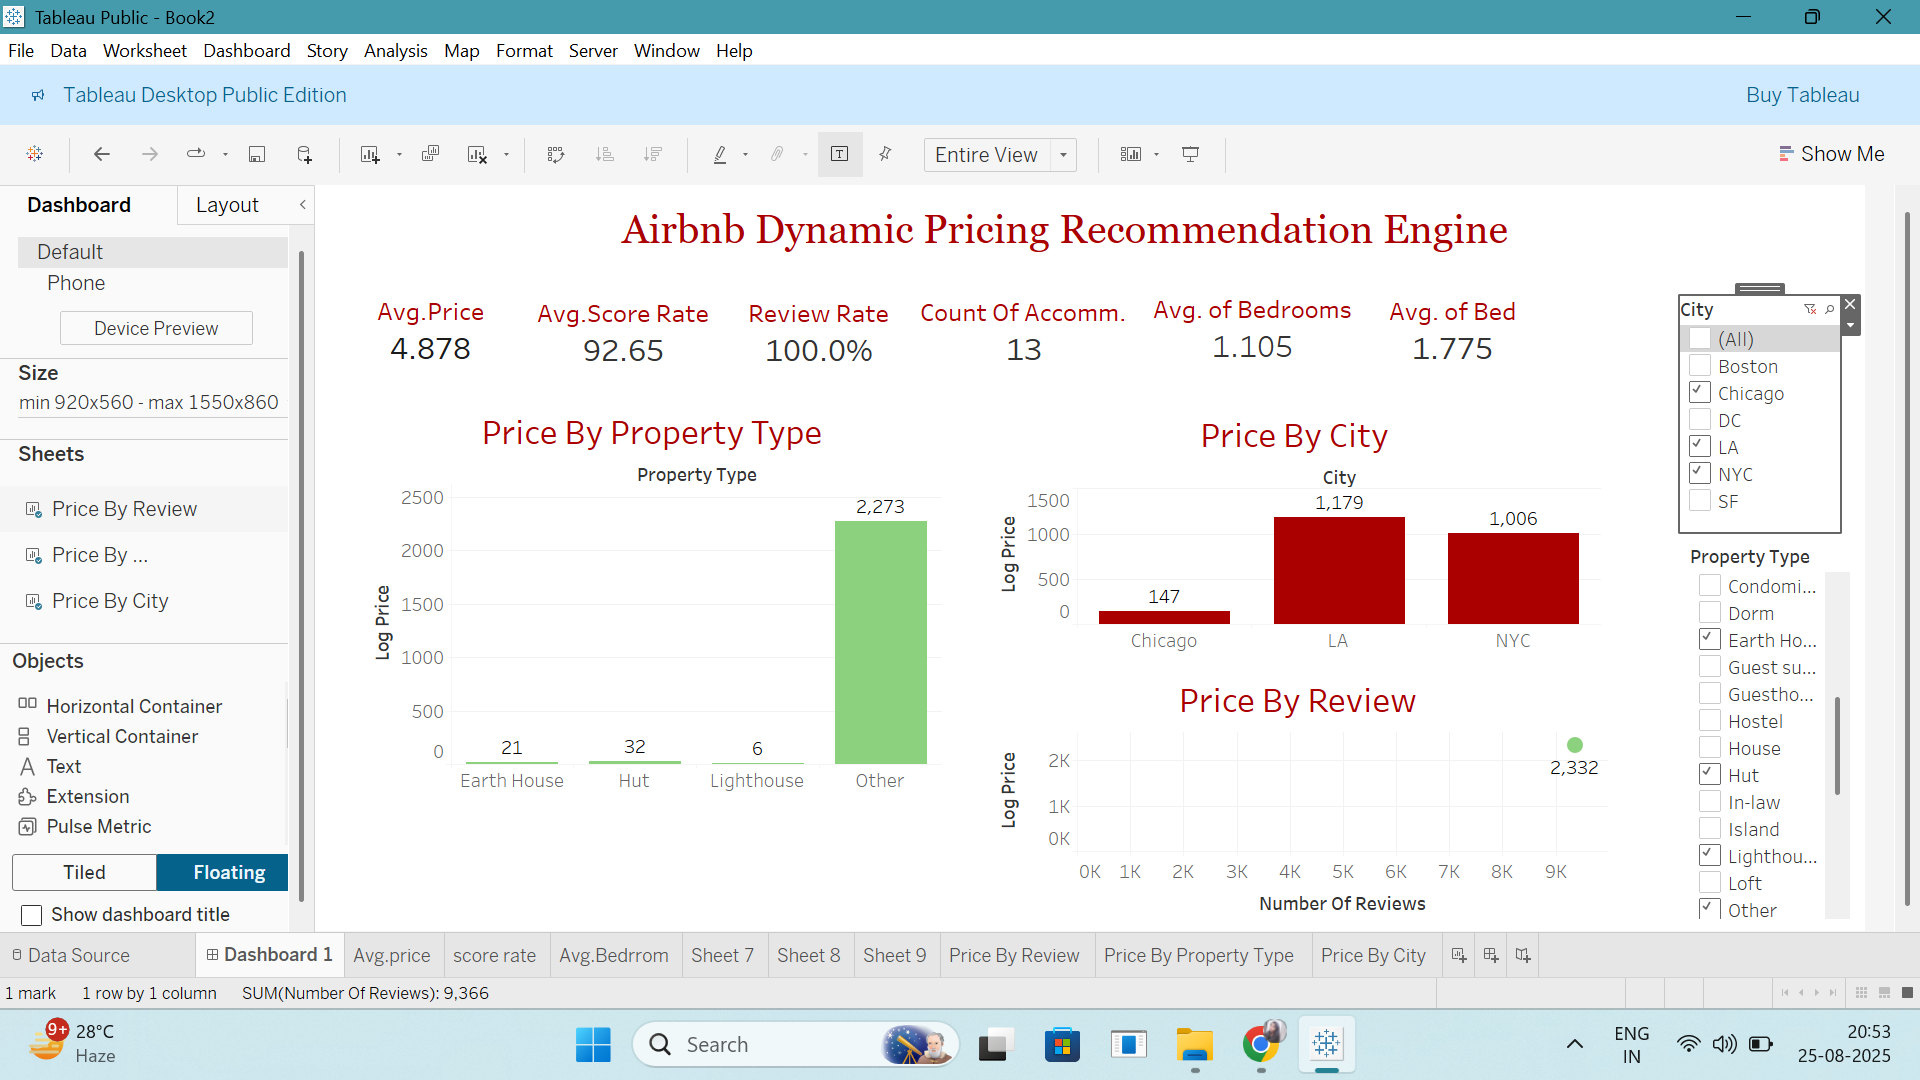 Tableau Public - Book2
File Data Worksheet Dashboard Story Analysis Map Format Server Window Help
Tableau Desktop Public Edition
Buy Tableau
Entire View
Show Me
Dashboard
Layout
Default
Phone
Device Preview
Size
min 920x560 - max 1550x860
Sheets
Price By Review
Price By ...
Price By City
Objects
Horizontal Container
Vertical Container
Text
Extension
Pulse Metric
Tiled
Floating
Show dashboard title
Airbnb Dynamic Pricing Recommendation Engine
Avg.Price
4.878
Avg.Score Rate
92.65
Review Rate
100.0%
Count Of Accomm.
13
Avg. of Bedrooms
1.105
Avg. of Bed
1.775
Price By Property Type
Property Type
Log Price
2500
2000
1500
1000
500
0
21
32
6
2,273
Earth House
Hut
Lighthouse
Other
Price By City
City
Log Price
1500
1000
500
0
147
1,179
1,006
Chicago
LA
NYC
Price By Review
Log Price
2K
1K
0K
2,332
0K 1K 2K 3K 4K 5K 6K 7K 8K 9K
Number Of Reviews
City
(All)
Boston
Chicago
DC
LA
NYC
SF
Property Type
Condomi...
Dorm
Earth Ho...
Guest su...
Guestho...
Hostel
House
Hut
In-law
Island
Lighthou...
Loft
Other
Data Source
Dashboard 1
Avg.price
score rate
Avg.Bedrrom
Sheet 7
Sheet 8
Sheet 9
Price By Review
Price By Property Type
Price By City
1 mark
1 row by 1 column
SUM(Number Of Reviews): 9,366
9+
28°C
Haze
Search
ENG
IN
20:53
25-08-2025